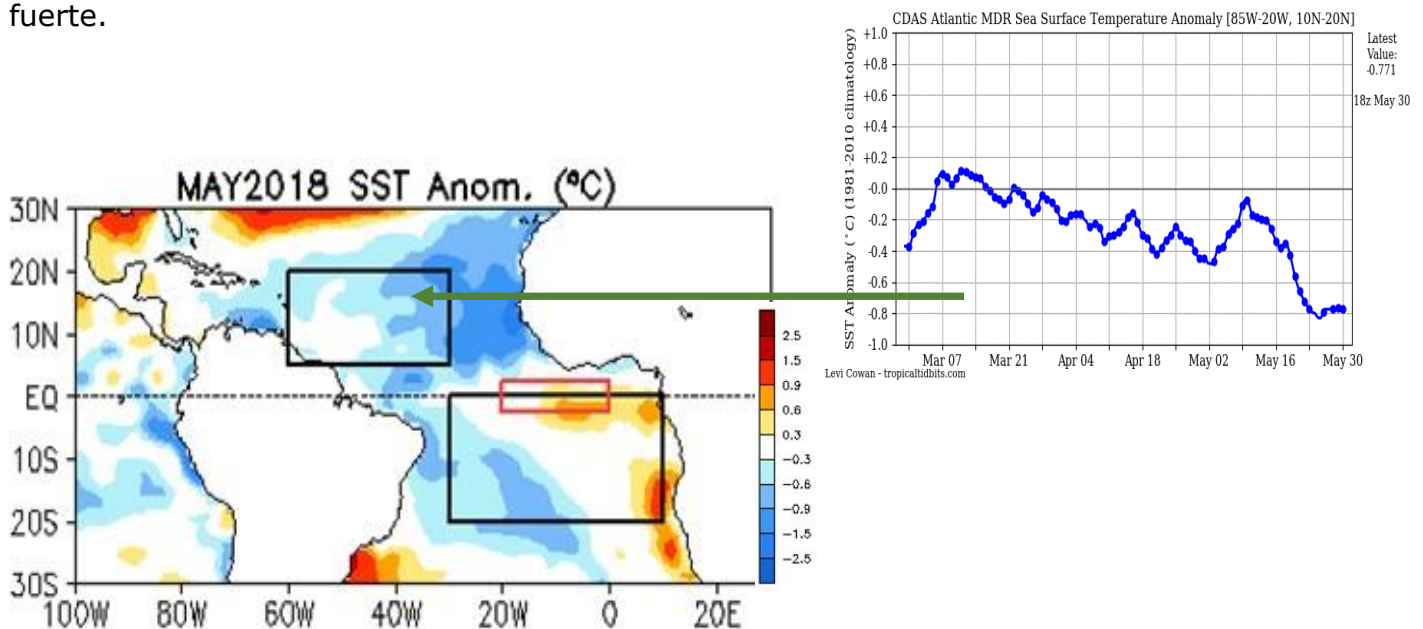 fuerte.
CDAS Atlantic MDR Sea Surface Temperature Anomaly [85W-20W, 10N-20N]
SST Anomaly (°C) (1981-2010 climatology)
+1.0
+0.8
+0.6
+0.4
+0.2
-0.0
-0.2
-0.4
-0.6
-0.8
-1.0
Latest
Value:
-0.771
18z May 30
Mar 07 Mar 21 Apr 04 Apr 18 May 02 May 16 May 30
Levi Cowan - tropicaltidbits.com
MAY2018 SST Anom. (ºC)
30N
20N
10N
EQ
10S
20S
30S
100W 80W 60W 40W 20W 0 20E
2.5
1.5
0.9
0.6
0.3
-0.3
-0.6
-0.9
-1.5
-2.5